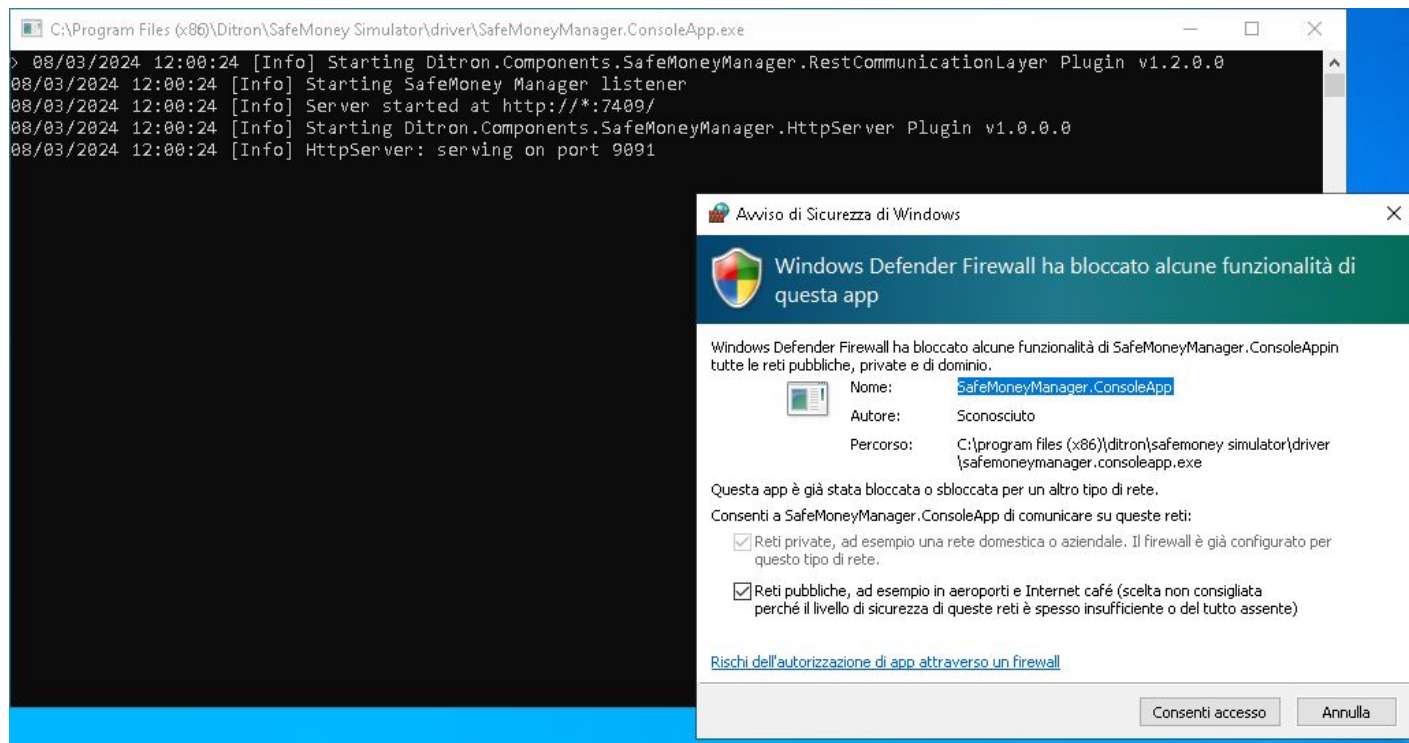 C:\Program Files (x86)\Ditron\SafeMoney Simulator\driver\SafeMoneyManager.ConsoleApp.exe
> 08/03/2024 12:00:24 [Info] Starting Ditron.Components.SafeMoneyManager.RestCommunicationLayer Plugin v1.2.0.0
08/03/2024 12:00:24 [Info] Starting SafeMoney Manager listener
08/03/2024 12:00:24 [Info] Server started at http://*:7409/
08/03/2024 12:00:24 [Info] Starting Ditron.Components.SafeMoneyManager.HttpServer Plugin v1.0.0.0
08/03/2024 12:00:24 [Info] HttpServer: serving on port 9091
Avviso di Sicurezza di Windows
Windows Defender Firewall ha bloccato alcune funzionalità di
questa app
Windows Defender Firewall ha bloccato alcune funzionalità di SafeMoneyManager.ConsoleAppin
tutte le reti pubbliche, private e di dominio.
Nome: SafeMoneyManager.ConsoleApp
Autore: Sconosciuto
Percorso: C:\program files (x86)\ditron\safemoney simulator\driver
\safemoneymanager.consoleapp.exe
Questa app è già stata bloccata o sbloccata per un altro tipo di rete.
Consenti a SafeMoneyManager.ConsoleApp di comunicare su queste reti:
Reti private, ad esempio una rete domestica o aziendale. Il firewall è già configurato per
questo tipo di rete.
Reti pubbliche, ad esempio in aeroporti e Internet café (scelta non consigliata
perché il livello di sicurezza di queste reti è spesso insufficiente o del tutto assente)
Rischi dell'autorizzazione di app attraverso un firewall
Consenti accesso Annulla